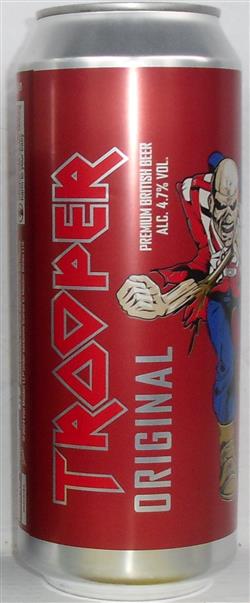 TROOPER
ORIGINAL
PREMIUM BRITISH BEER
ALC. 4.7% VOL.